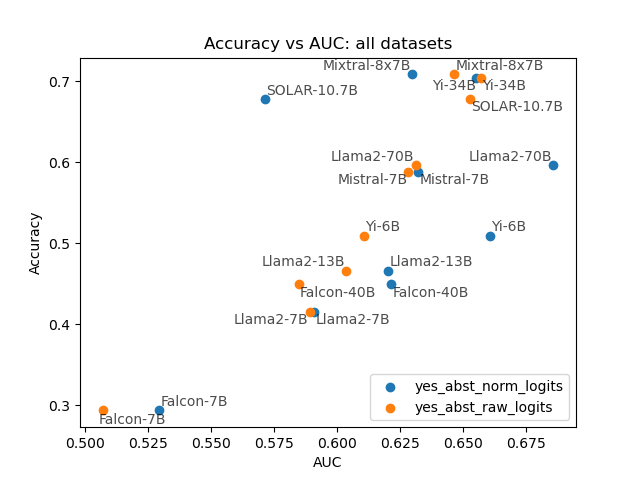 Accuracy vs AUC: all datasets
Mixtral-8x7B
Mixtral-8x7B
0.7
Yi-34B
Yi-34B
SOLAR-10.7B
SOLAR-10.7B
0.6
Llama2-70B
Llama2-70B
Mistral-7B
Mistral-7B
Accuracy
0.5
Yi-6B
Yi-6B
Llama2-13B
Llama2-13B
Falcon-40B
Falcon-40B
0.4
Llama2-7B
Llama2-7B
yes_abst_norm_logits
yes_abst_raw_logits
0.3
Falcon-7B
Falcon-7B
0.500 0.525 0.550 0.575 0.600 0.625 0.650 0.675
AUC